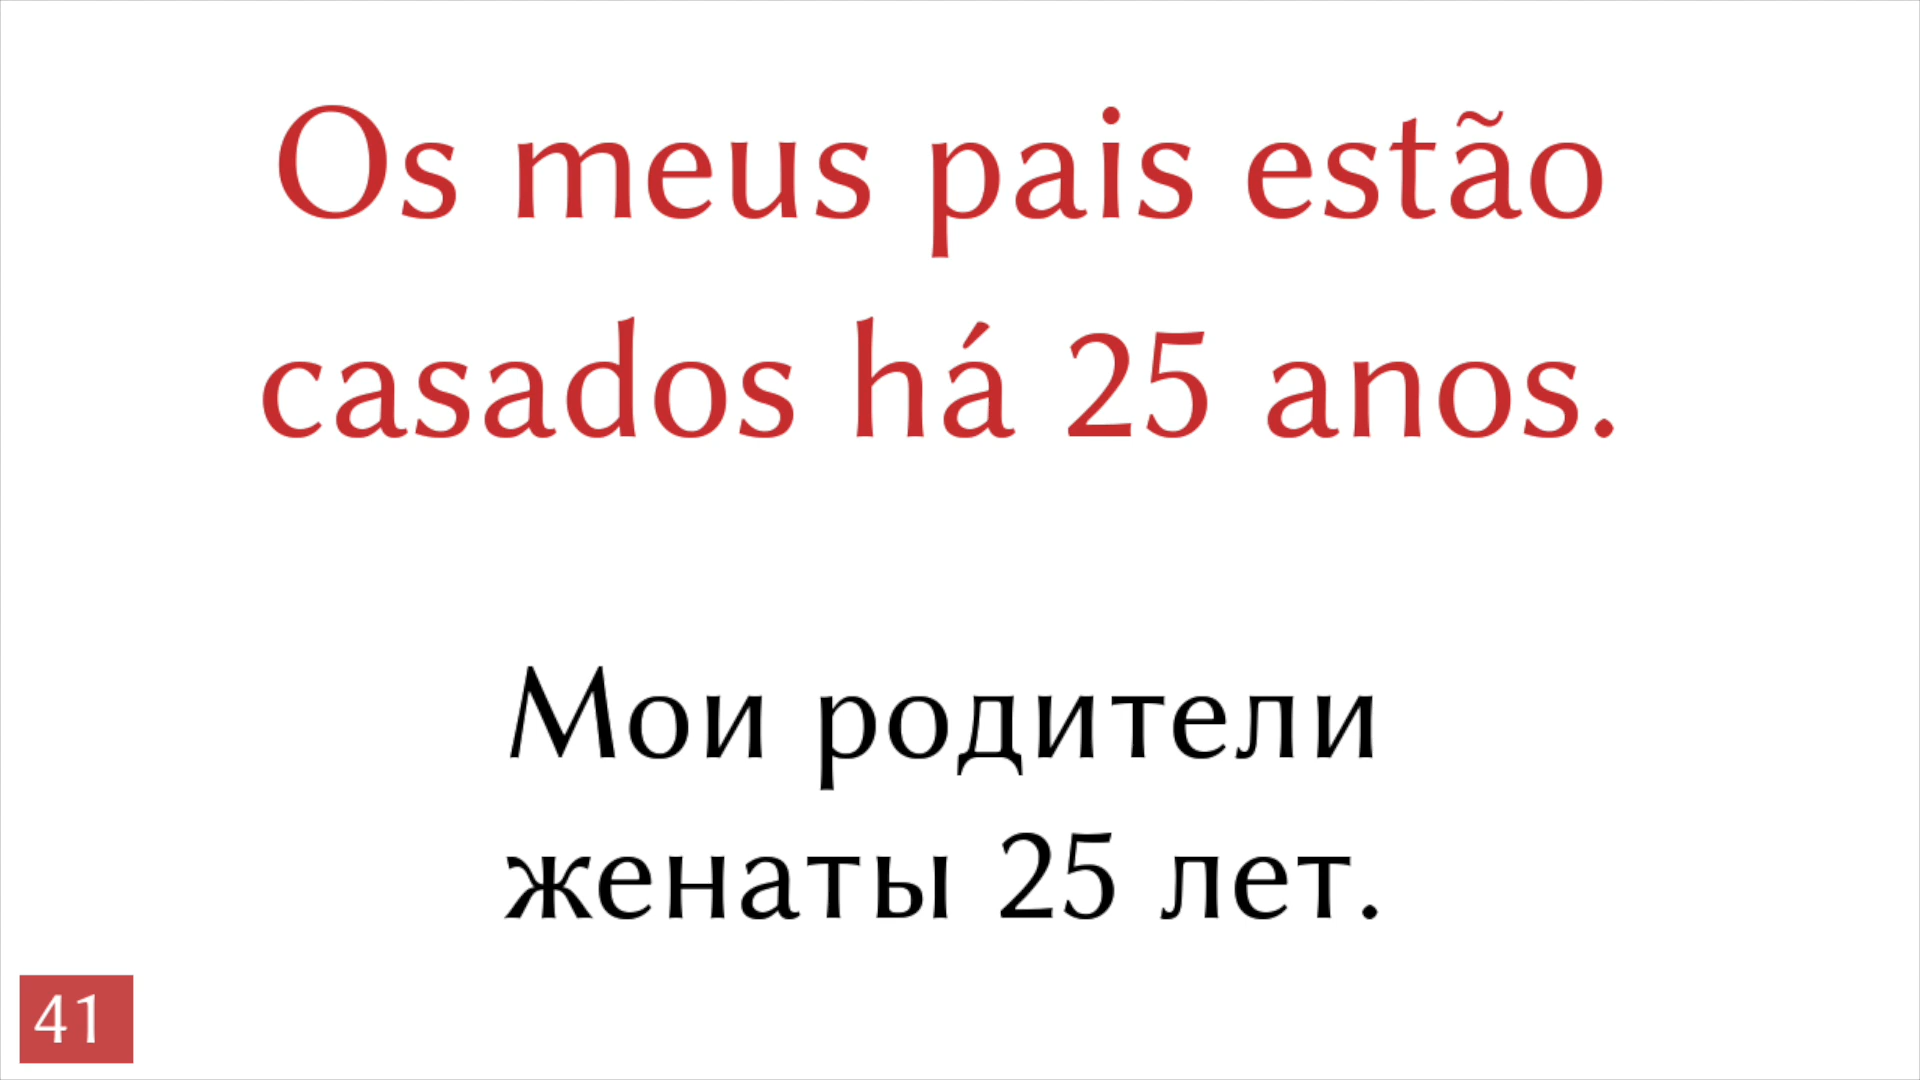 Os meus pais estão
casados há 25 anos.
Мои родители
женаты 25 лет.
41